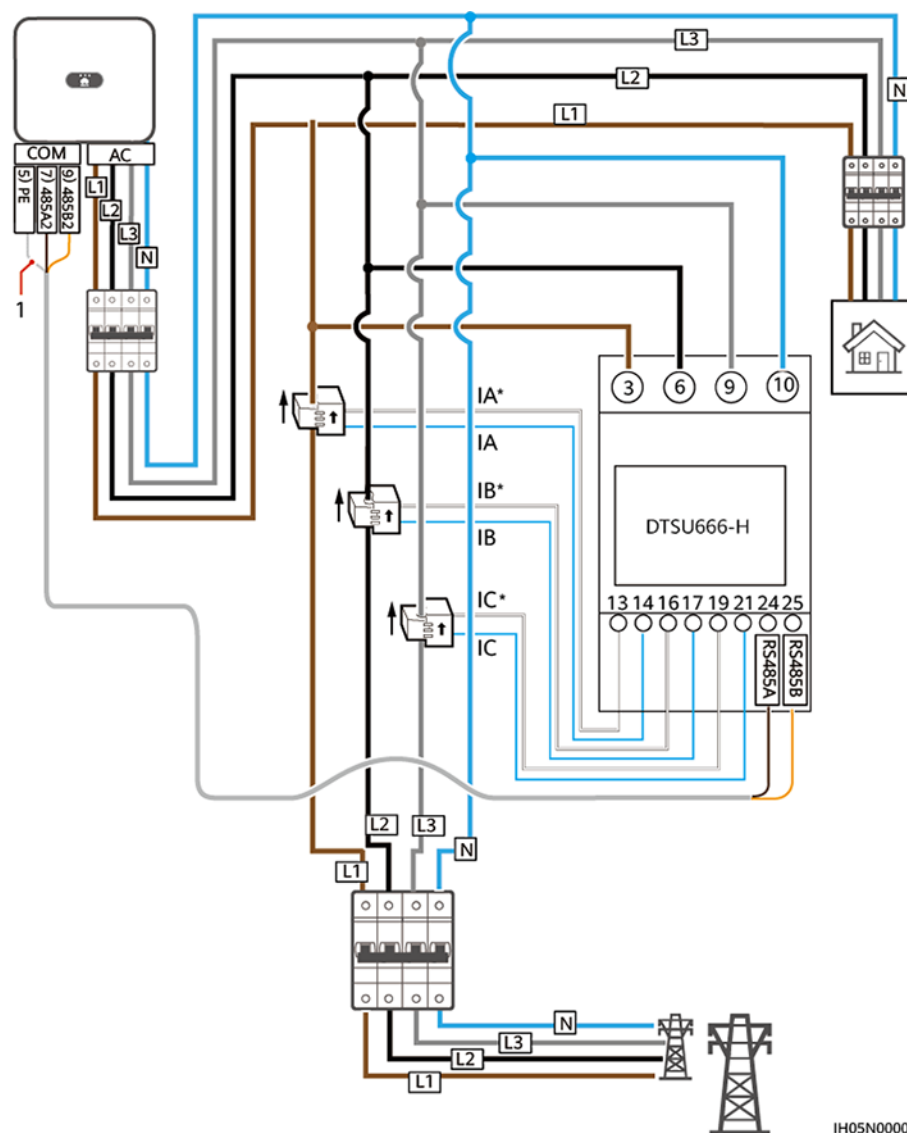 L3
L2
N
L1
COM
AC
5) PE
7) 485A2
9) 485B2
L1
L2
L3
N
1
3
6
9
10
IA*
IA
IB*
IB
IC*
IC
DTSU666-H
13 14 16 17 19 21 24 25
RS485A
RS485B
L2
L3
N
L1
N
L3
L2
L1
IH05N0000